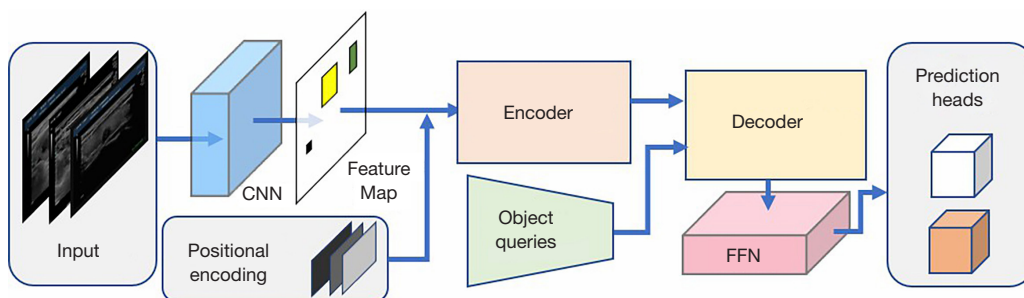 Input
CNN
Feature
Map
Positional
encoding
Encoder
Object
queries
Decoder
FFN
Prediction
heads